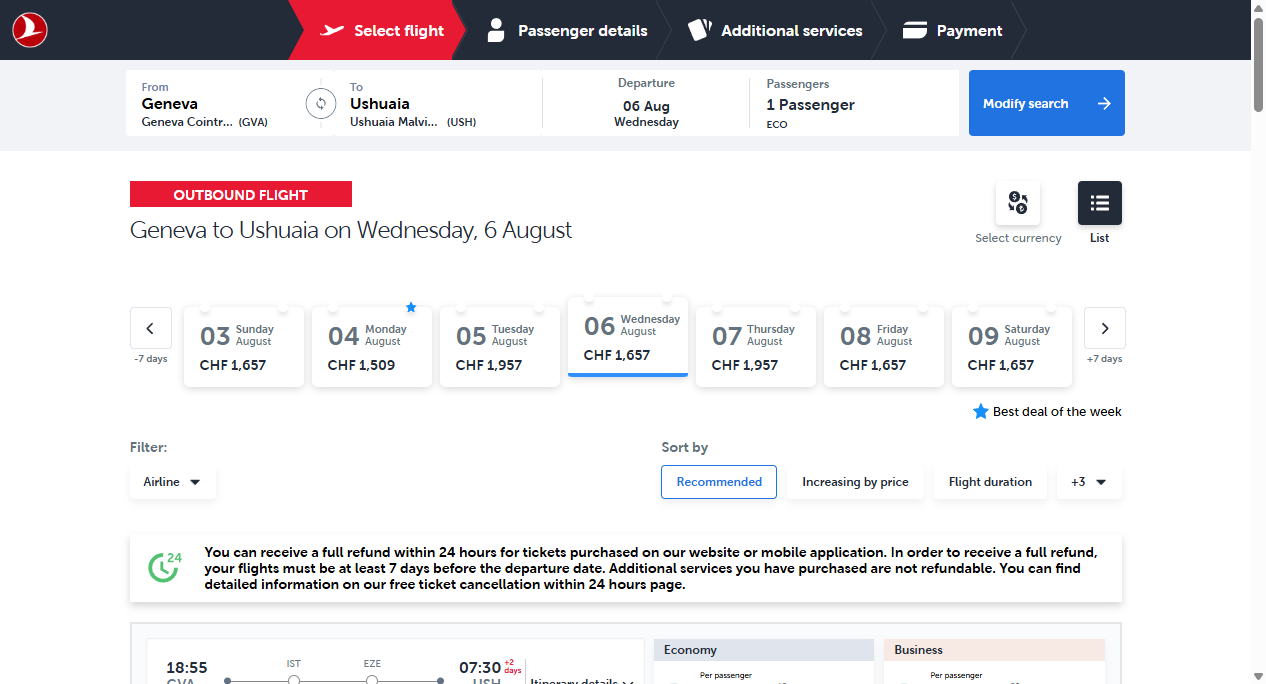 Select flight
Passenger details
Additional services
Payment
From
Geneva
Geneva Cointr... (GVA)
To
Ushuaia
Ushuaia Malvi... (USH)
Departure
06 Aug
Wednesday
Passengers
1 Passenger
ECO
Modify search
OUTBOUND FLIGHT
Geneva to Ushuaia on Wednesday, 6 August
Select currency
List
-7 days
03 Sunday August
CHF 1,657
04 Monday August
CHF 1,509
05 Tuesday August
CHF 1,957
06 Wednesday August
CHF 1,657
07 Thursday August
CHF 1,957
08 Friday August
CHF 1,657
09 Saturday August
CHF 1,657
+7 days
Best deal of the week
Filter:
Airline
Sort by
Recommended
Increasing by price
Flight duration
+3
24
You can receive a full refund within 24 hours for tickets purchased on our website or mobile application. In order to receive a full refund,
your flights must be at least 7 days before the departure date. Additional services you have purchased are not refundable. You can find
detailed information on our free ticket cancellation within 24 hours page.
18:55
GVA
IST
EZE
07:30 +2 days
USH
Itinerary details
Economy
Per passenger
Business
Per passenger